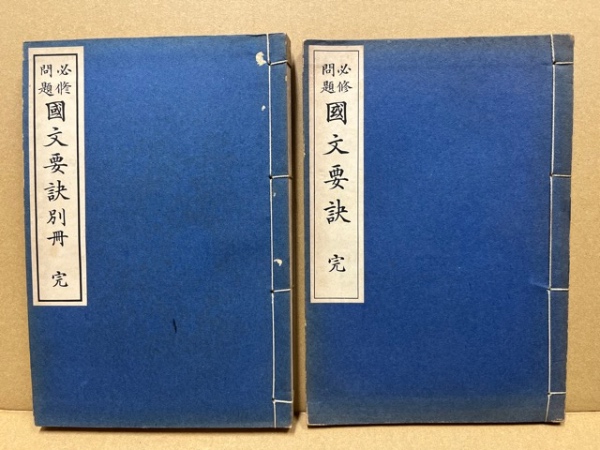 必修
問題
國文要訣別冊 完
必修
問題
國文要訣 完